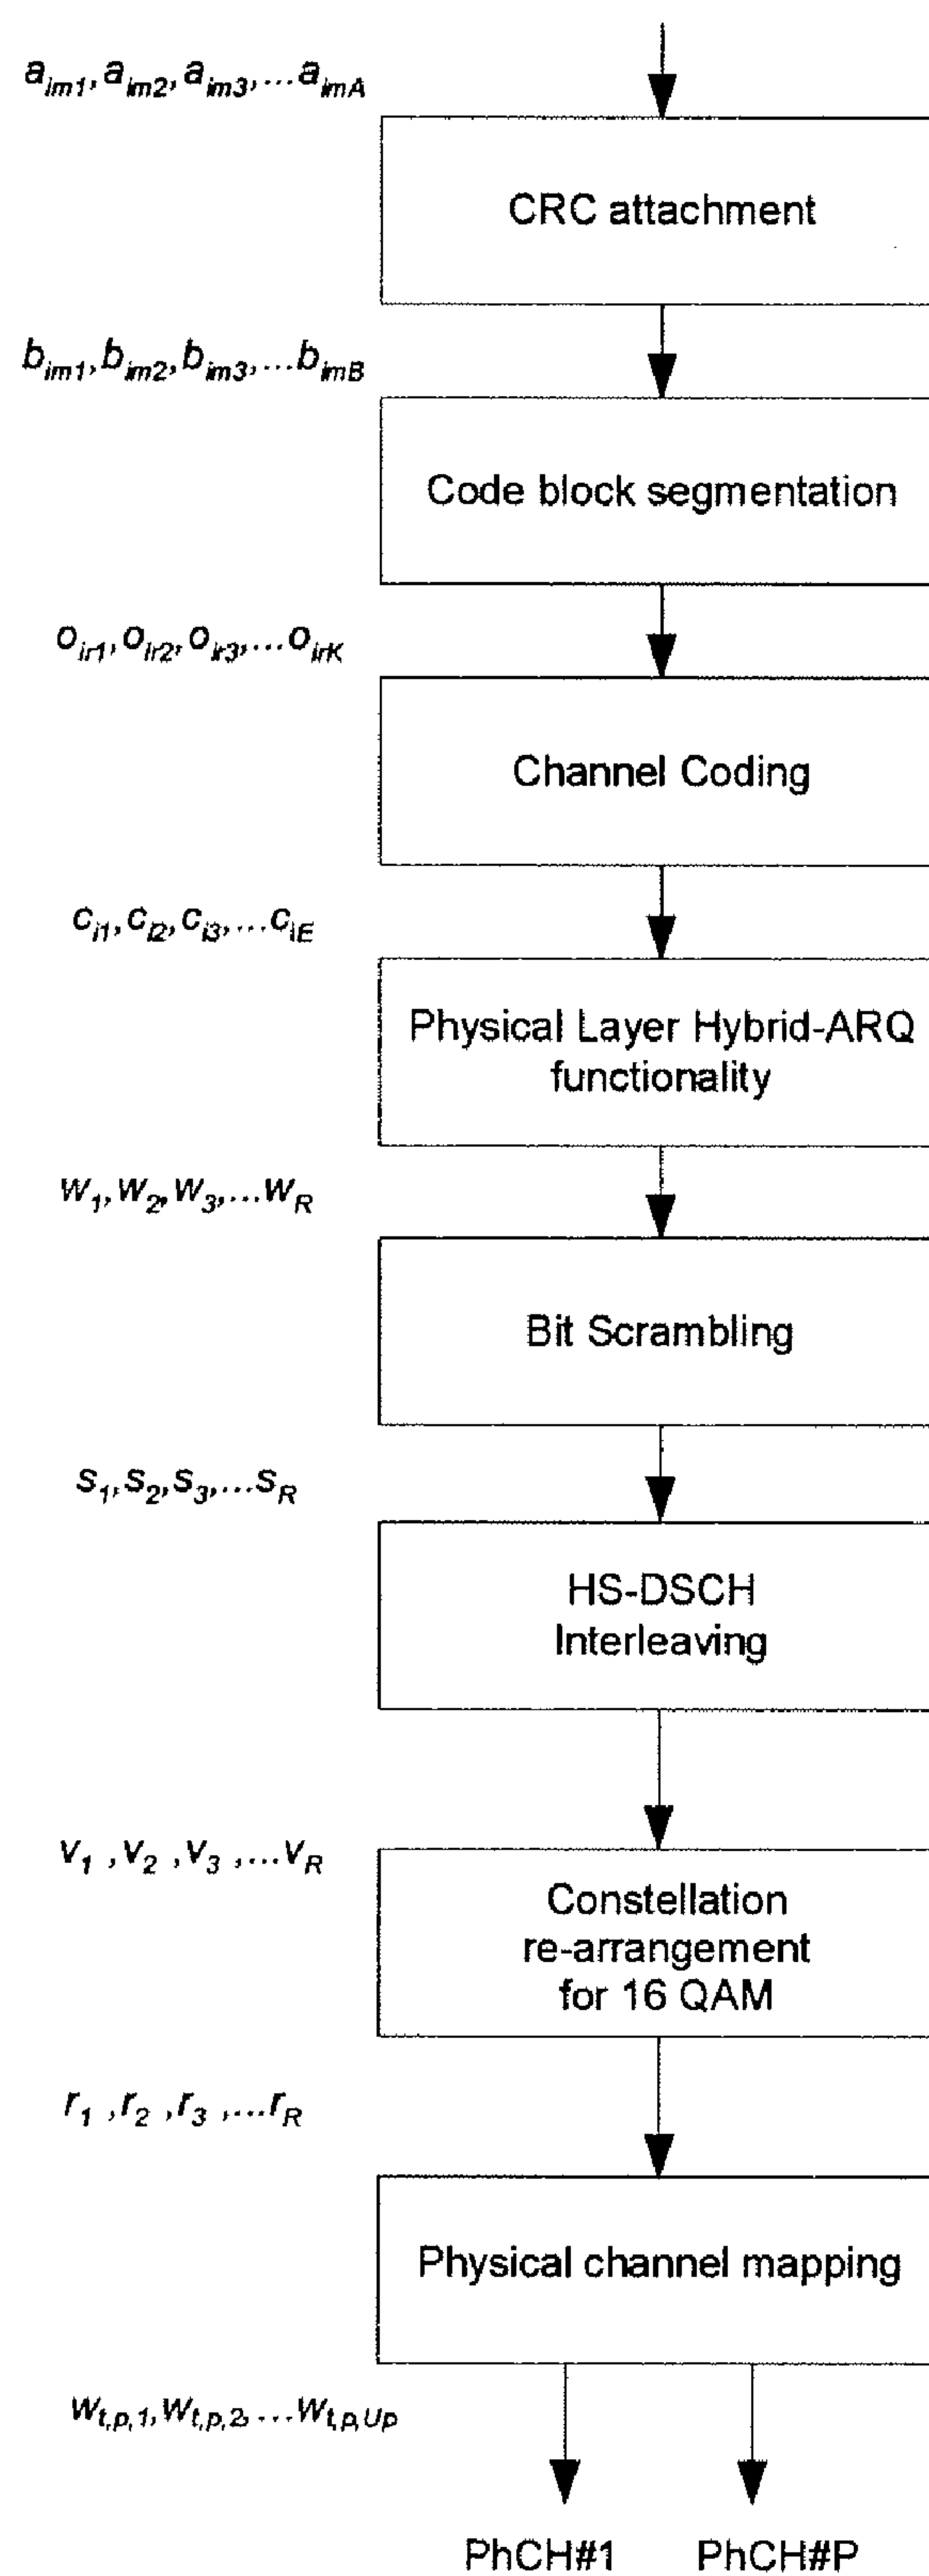 a_im1, a_im2, a_im3, ...a_imA
CRC attachment
b_im1, b_im2, b_im3, ...b_imB
Code block segmentation
o_ir1, o_ir2, o_ir3, ...o_irK
Channel Coding
c_i1, c_i2, c_i3, ...c_iE
Physical Layer Hybrid-ARQ
functionality
w_1, w_2, w_3, ...w_R
Bit Scrambling
s_1, s_2, s_3, ...s_R
HS-DSCH
Interleaving
v_1 ,v_2 ,v_3 ,...v_R
Constellation
re-arrangement
for 16 QAM
r_1 ,r_2 ,r_3 ,...r_R
Physical channel mapping
w_t,p,1, w_t,p,2, ...w_t,p,Up
PhCH#1 PhCH#P